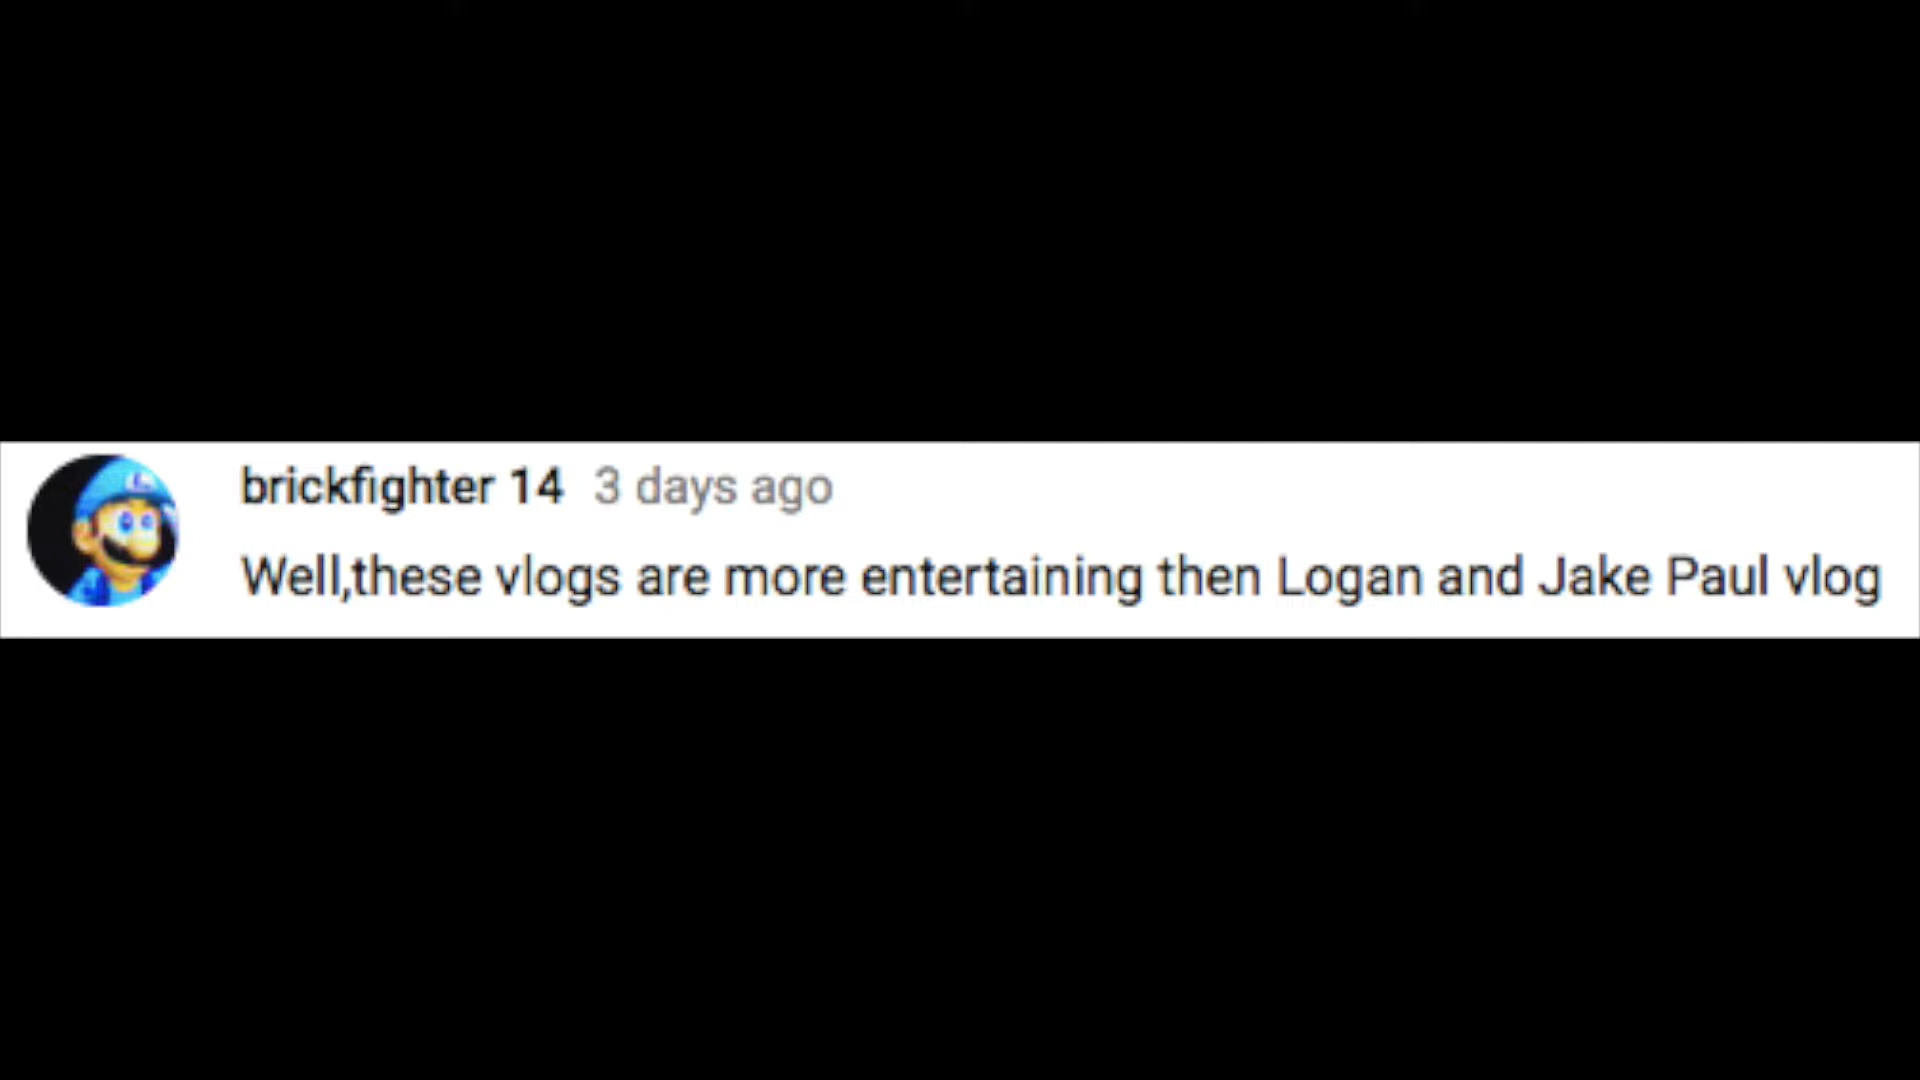 brickfighter 14 3 days ago
Well,these vlogs are more entertaining then Logan and Jake Paul vlog